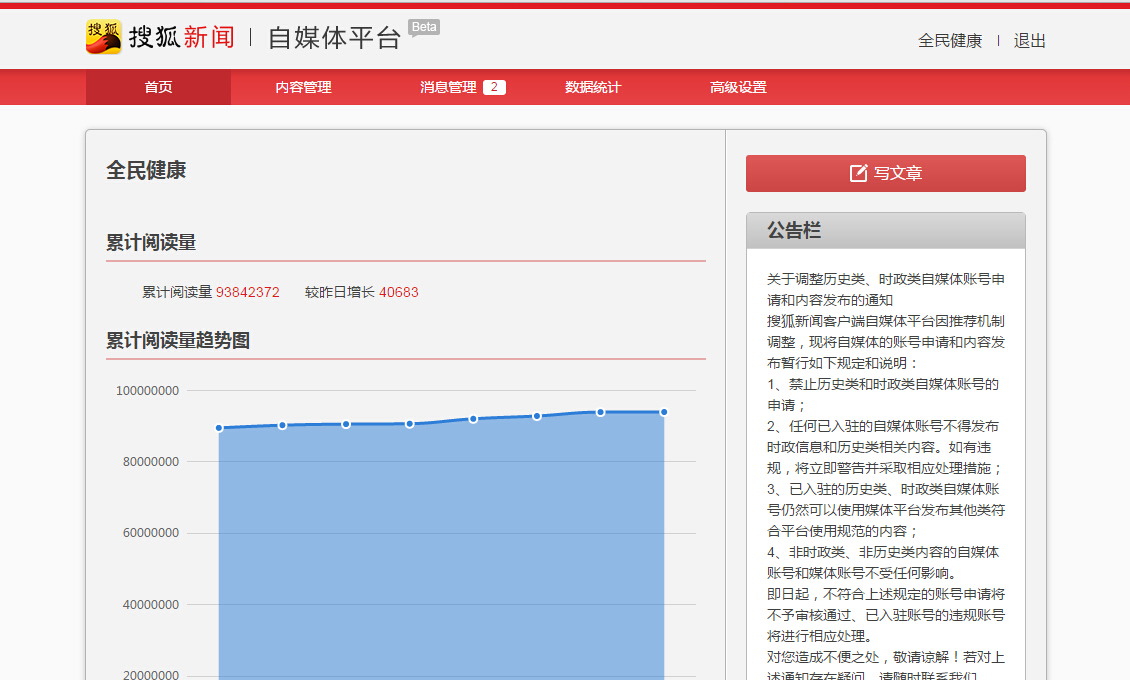 搜狐
搜狐新闻 | 自媒体平台 Beta
全民健康 | 退出
首页 内容管理 消息管理 2 数据统计 高级设置
全民健康
累计阅读量
累计阅读量 93842372 较昨日增长 40683
累计阅读量趋势图
100000000
80000000
60000000
40000000
20000000
写文章
公告栏
关于调整历史类、时政类自媒体账号申
请和内容发布的通知
搜狐新闻客户端自媒体平台因推荐机制
调整，现将自媒体的账号申请和内容发
布暂行如下规定和说明：
1、禁止历史类和时政类自媒体账号的
申请；
2、任何已入驻的自媒体账号不得发布
时政信息和历史类相关内容。如有违
规，将立即警告并采取相应处理措施；
3、已入驻的历史类、时政类自媒体账
号仍然可以使用媒体平台发布其他类符
合平台使用规范的内容；
4、非时政类、非历史类内容的自媒体
账号和媒体账号不受任何影响。
即日起，不符合上述规定的账号申请将
不予审核通过、已入驻账号的违规账号
将进行相应处理。
对您造成不便之处，敬请谅解！若对上
述通知存在疑问，请随时联系我们